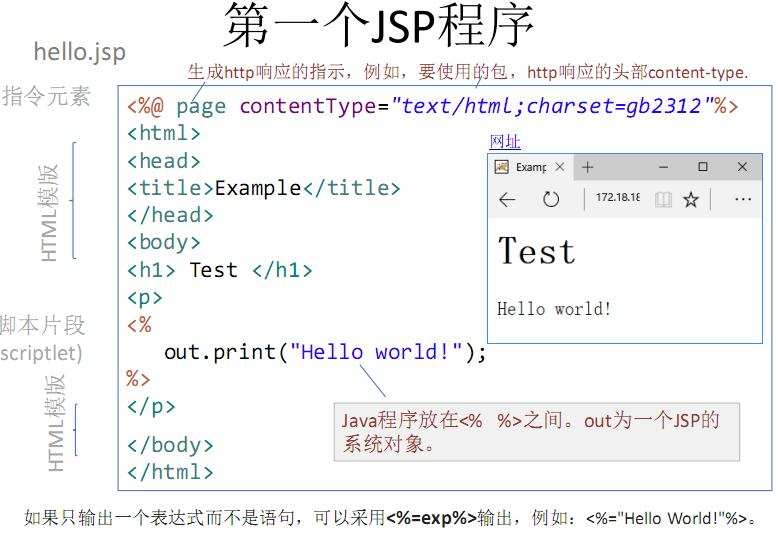 第一个JSP程序
hello.jsp
生成http响应的指示，例如，要使用的包，http响应的头部content-type.
指令元素
<%@ page contentType="text/html;charset=gb2312"%>
<html>
<head>
<title>Example</title>
</head>
<body>
<h1> Test </h1>
<p>
<%
out.print("Hello world!");
%>
</p>
</body>
</html>
HTML模版
脚本片段
scriptlet)
HTML模版
网址
Examp
172.18.18
Test
Hello world!
Java程序放在<% %>之间。out为一个JSP的
系统对象。
如果只输出一个表达式而不是语句，可以采用<%=exp%>输出，例如：<%="Hello World!"%>。